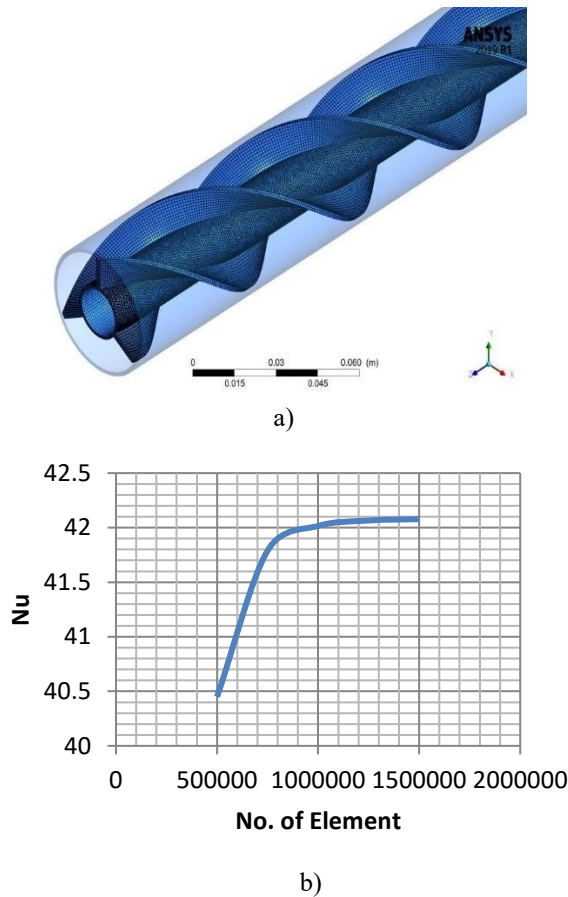 ANSYS
2019 R1
0 0.03 0.060 (m)
0.015 0.045
Y
Z X
a)
42.5
42
41.5
41
40.5
40
Nu
0 500000 1000000 1500000 2000000
No. of Element
b)